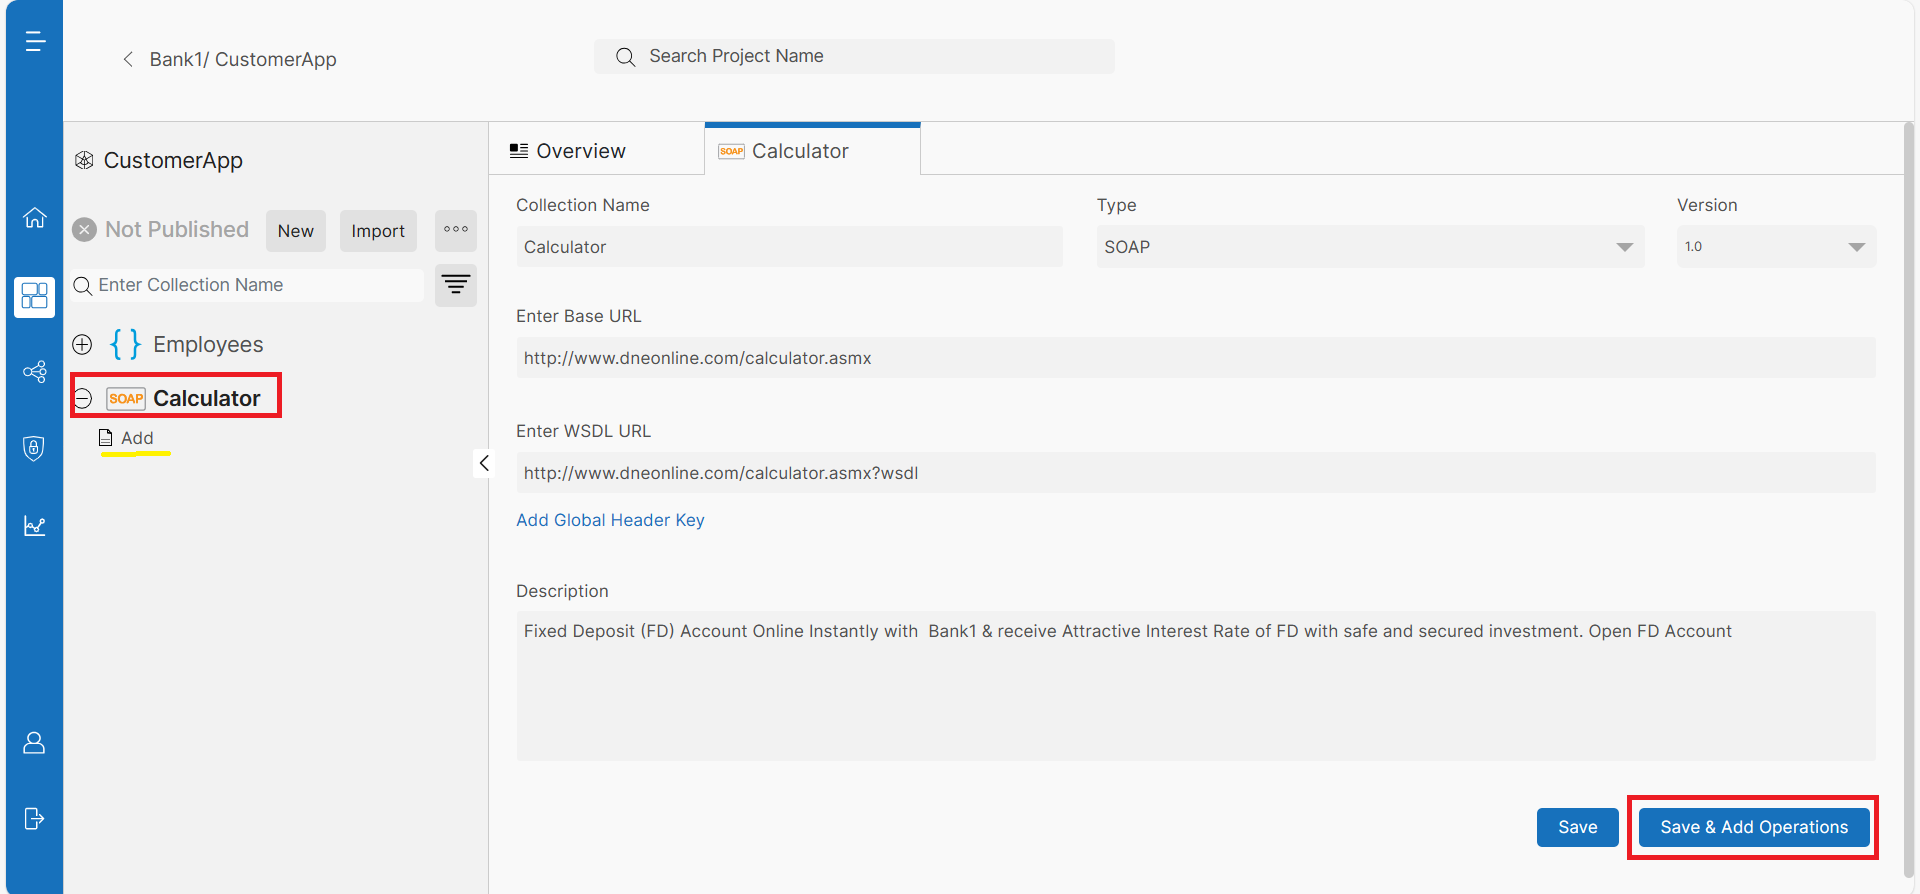 Bank1/ CustomerApp
Search Project Name
CustomerApp
Not Published
New
Import
Enter Collection Name
Employees
SOAP Calculator
Add
Overview
SOAP Calculator
Collection Name
Type
Version
Calculator
SOAP
1.0
Enter Base URL
http://www.dneonline.com/calculator.asmx
Enter WSDL URL
http://www.dneonline.com/calculator.asmx?wsdl
Add Global Header Key
Description
Fixed Deposit (FD) Account Online Instantly with  Bank1 & receive Attractive Interest Rate of FD with safe and secured investment. Open FD Account
Save
Save & Add Operations